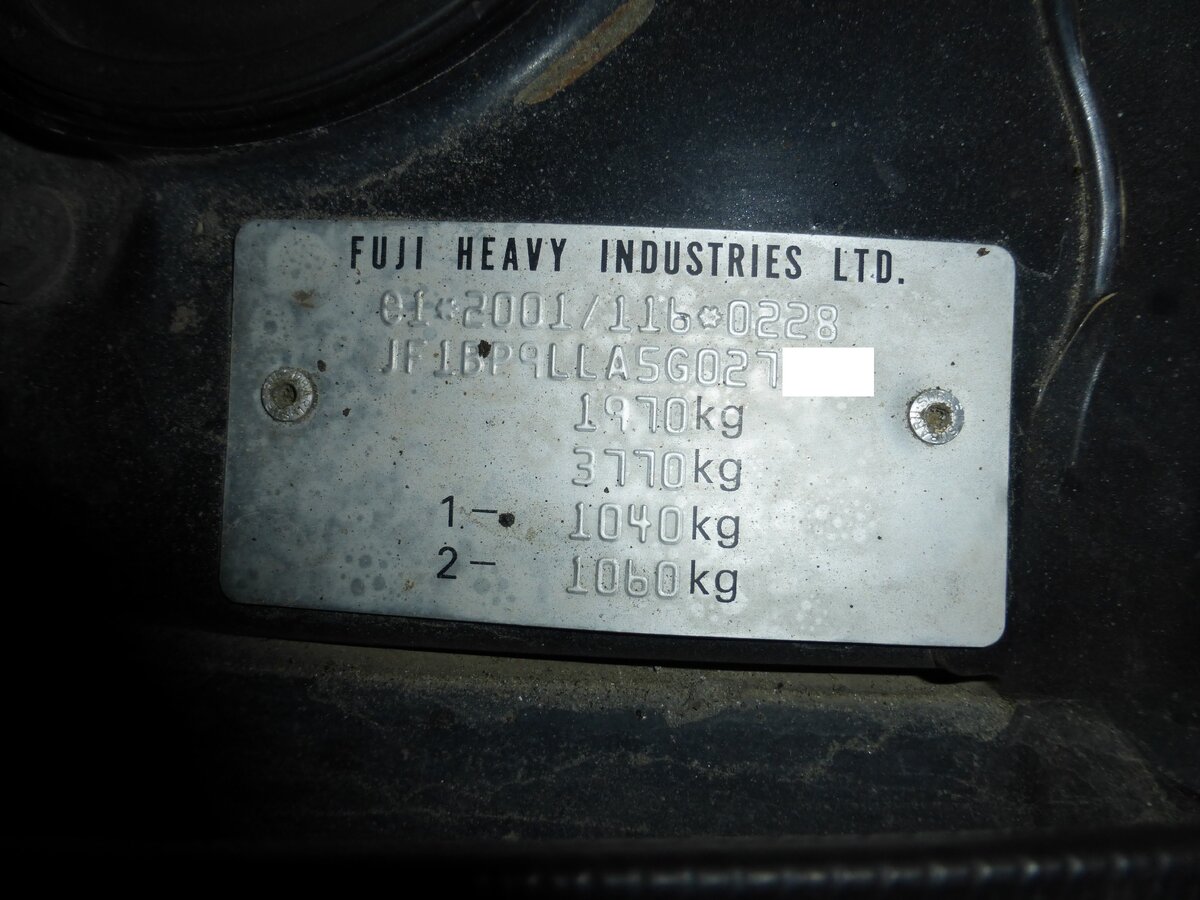 FUJI HEAVY INDUSTRIES LTD.
e1*2001/116*0228
JF1BP9LLA5G027
1970kg
3770kg
1- 1040kg
2- 1060kg